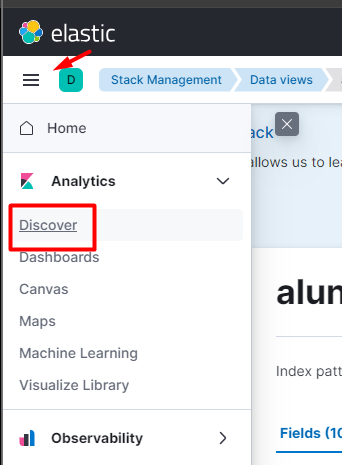 elastic
D Stack Management Data views
Home
ack
allows us to lea
Analytics
Discover
Dashboards
Canvas
Maps
Machine Learning
Visualize Library
alun
Index patt
Fields (10
Observability